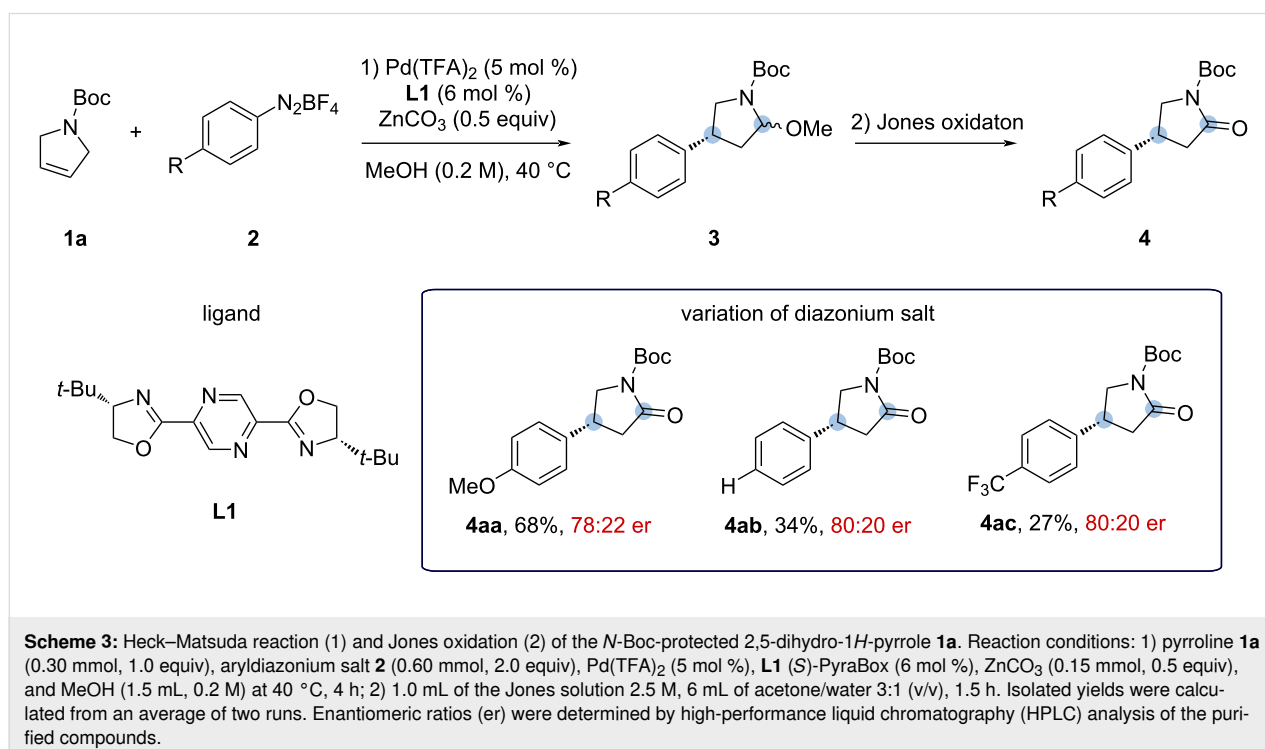 Boc
N
1a
+
N2BF4
R
2
1) Pd(TFA)2 (5 mol %)
L1 (6 mol %)
ZnCO3 (0.5 equiv)
MeOH (0.2 M), 40 °C
Boc
N
OMe
R
3
2) Jones oxidaton
Boc
N
O
R
4
ligand
t-Bu
N
O
N
N
O
N
t-Bu
L1
variation of diazonium salt
Boc
N
O
MeO
4aa, 68%, 78:22 er
Boc
N
O
H
4ab, 34%, 80:20 er
Boc
N
O
F3C
4ac, 27%, 80:20 er
Scheme 3: Heck–Matsuda reaction (1) and Jones oxidation (2) of the N-Boc-protected 2,5-dihydro-1H-pyrrole 1a. Reaction conditions: 1) pyrroline 1a
(0.30 mmol, 1.0 equiv), aryldiazonium salt 2 (0.60 mmol, 2.0 equiv), Pd(TFA)2 (5 mol %), L1 (S)-PyraBox (6 mol %), ZnCO3 (0.15 mmol, 0.5 equiv),
and MeOH (1.5 mL, 0.2 M) at 40 °C, 4 h; 2) 1.0 mL of the Jones solution 2.5 M, 6 mL of acetone/water 3:1 (v/v), 1.5 h. Isolated yields were calcu-
lated from an average of two runs. Enantiomeric ratios (er) were determined by high-performance liquid chromatography (HPLC) analysis of the puri-
fied compounds.